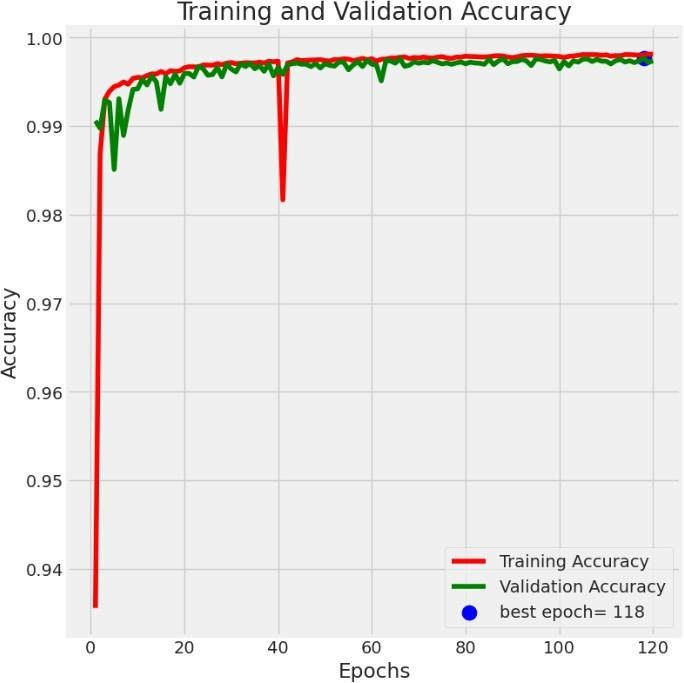 Training and Validation Accuracy
1.00
0.99
0.98
0.97
0.96
0.95
0.94
Accuracy
Training Accuracy
Validation Accuracy
best epoch= 118
0 20 40 60 80 100 120
Epochs